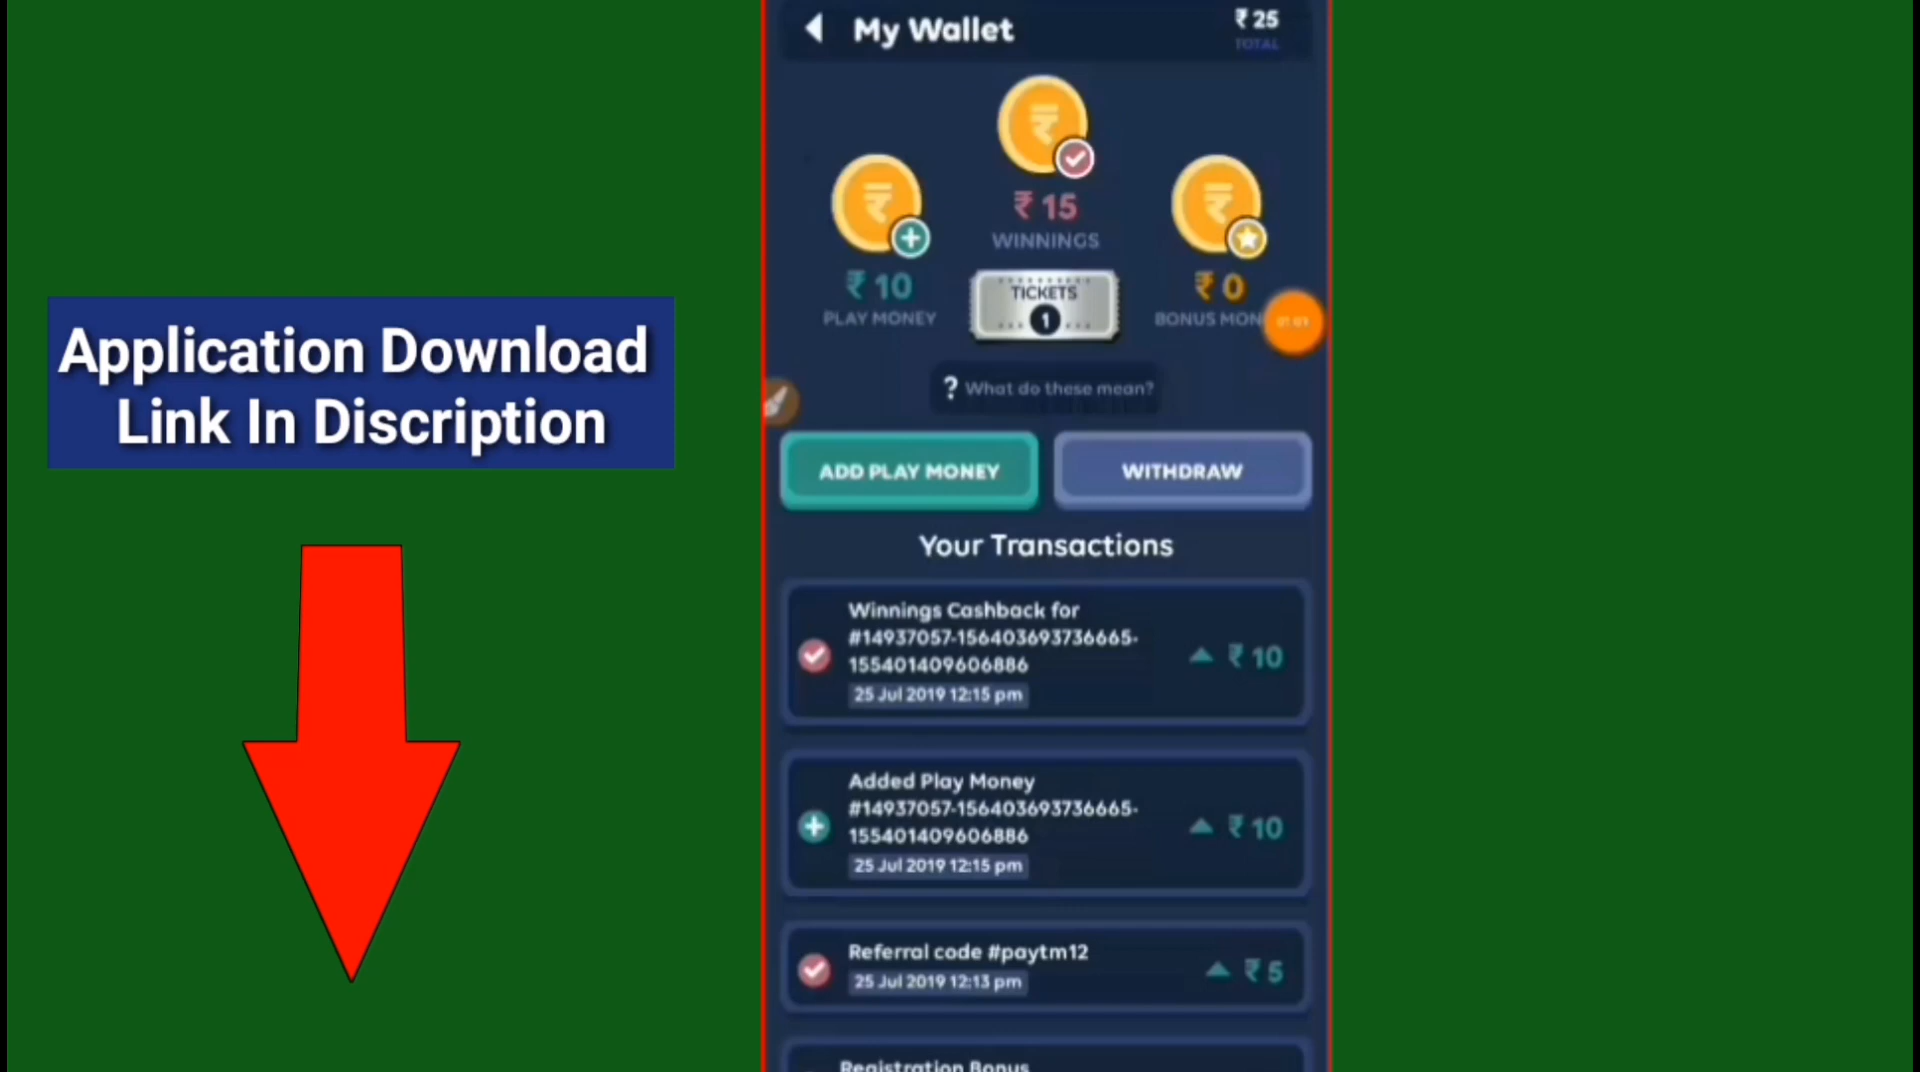 My Wallet
₹ 25
TOTAL
₹ 15
WINNINGS
₹ 10
PLAY MONEY
TICKETS
1
₹ 0
BONUS MON
? What do these mean?
Application Download
Link In Discription
ADD PLAY MONEY
WITHDRAW
Your Transactions
Winnings Cashback for
#14937057-156403693736665-
155401409606886
₹ 10
25 Jul 2019 12:15 pm
Added Play Money
#14937057-156403693736665-
155401409606886
₹ 10
25 Jul 2019 12:15 pm
Referral code #paytm12
₹ 5
25 Jul 2019 12:13 pm
Registration Bonus